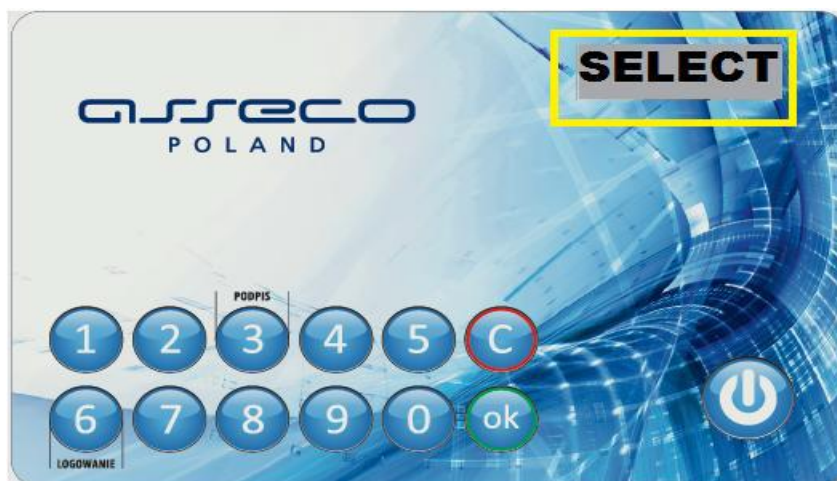 SELECT
asseco
POLAND
PODPIS
1 2 3 4 5 C
6 7 8 9 0 ok
LOGOWANIE